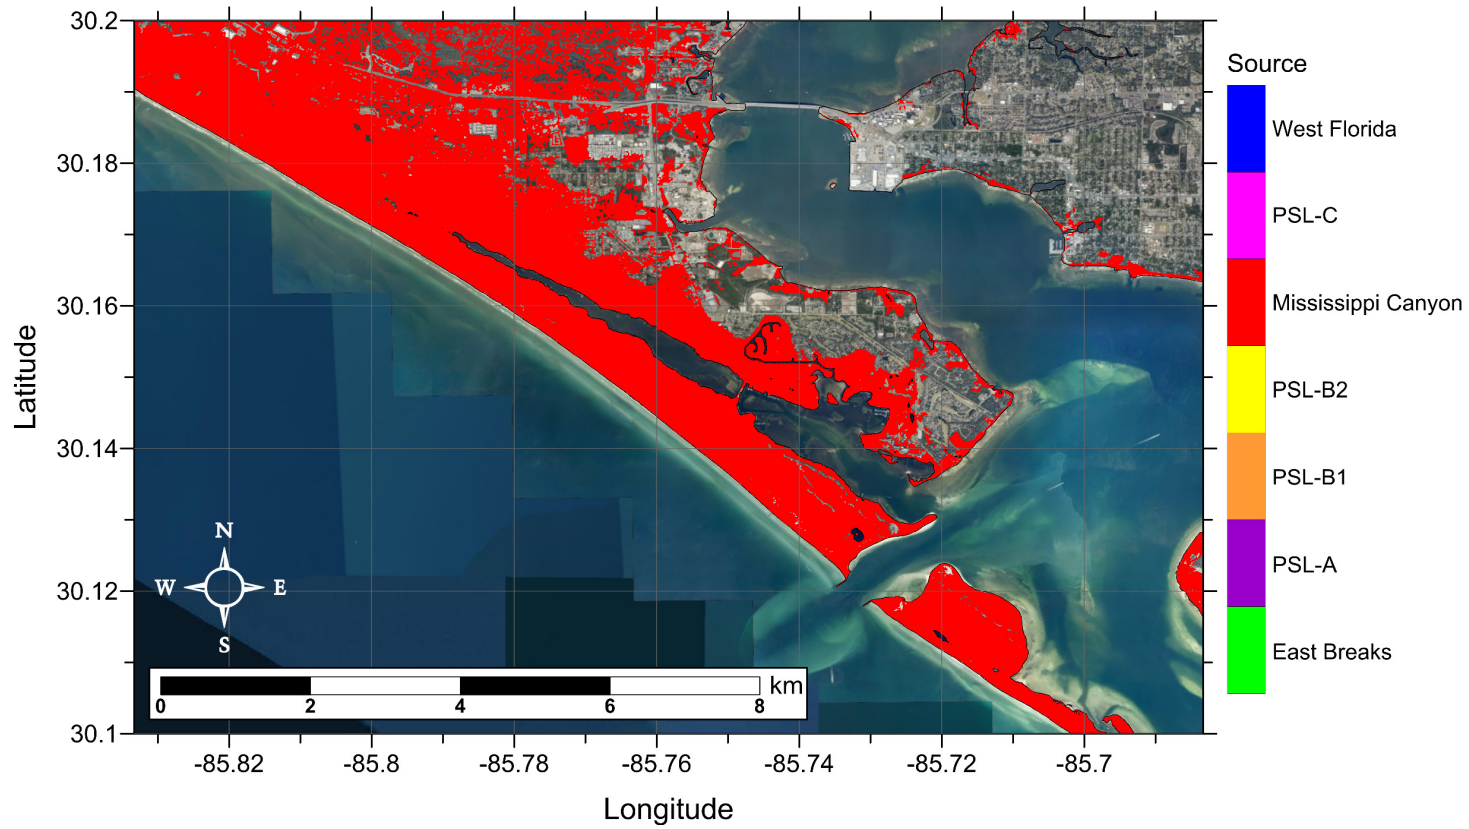 30.2
30.18
30.16
30.14
30.12
30.1
Latitude
-85.82
-85.8
-85.78
-85.76
-85.74
-85.72
-85.7
Longitude
N
W E
S
km
0 2 4 6 8
Source
West Florida
PSL-C
Mississippi Canyon
PSL-B2
PSL-B1
PSL-A
East Breaks